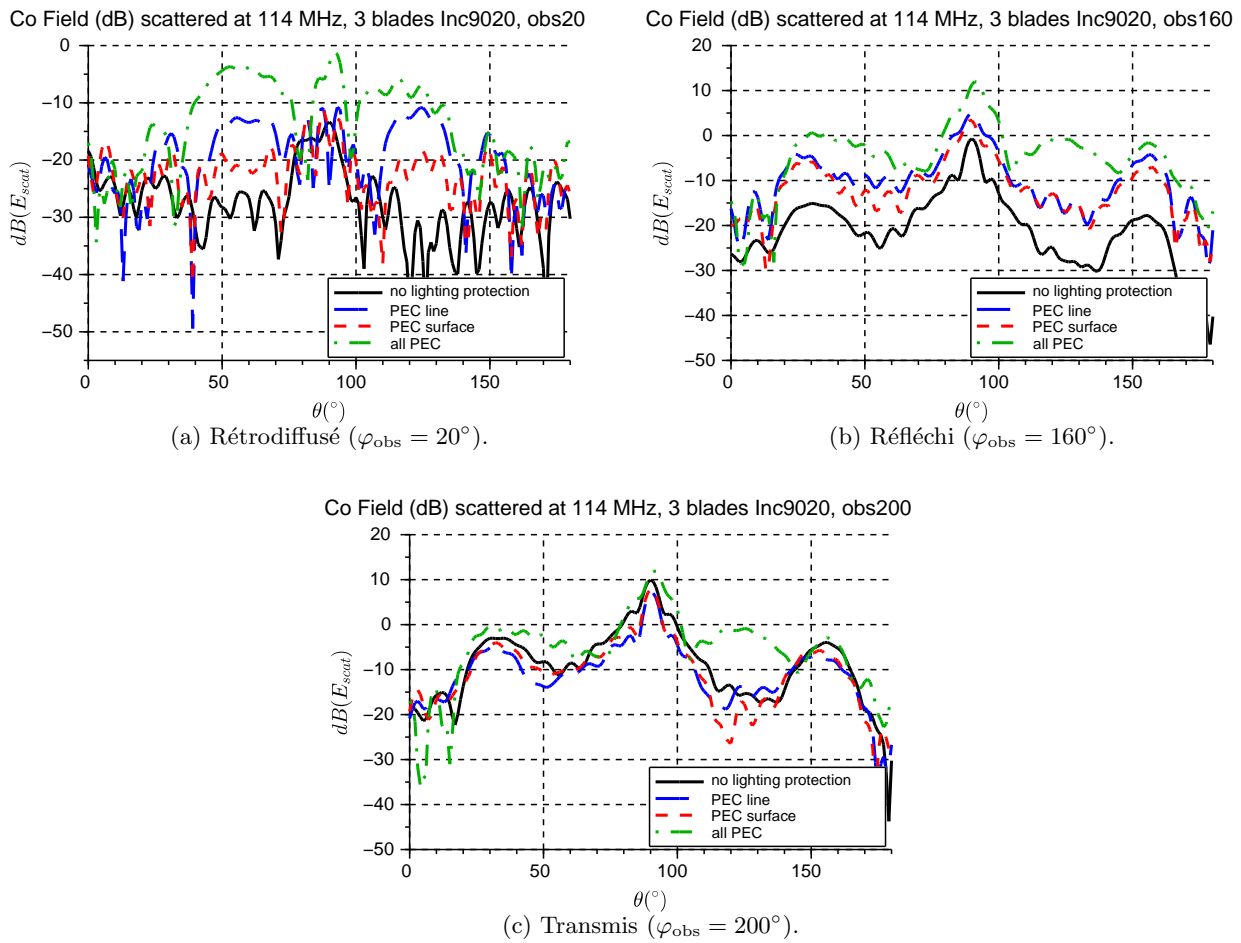 Co Field (dB) scattered at 114 MHz, 3 blades Inc9020, obs20
0
−10
−20
−30
−40
−50
dB(E_scat)
0
50
100
150
θ(°)
no lighting protection
PEC line
PEC surface
all PEC
(a) Rétrodiffusé (φobs = 20°).
Co Field (dB) scattered at 114 MHz, 3 blades Inc9020, obs160
20
10
0
−10
−20
−30
−40
−50
dB(E_scat)
0
50
100
150
θ(°)
no lighting protection
PEC line
PEC surface
all PEC
(b) Réfléchi (φobs = 160°).
Co Field (dB) scattered at 114 MHz, 3 blades Inc9020, obs200
20
10
0
−10
−20
−30
−40
−50
dB(E_scat)
0
50
100
150
θ(°)
no lighting protection
PEC line
PEC surface
all PEC
(c) Transmis (φobs = 200°).